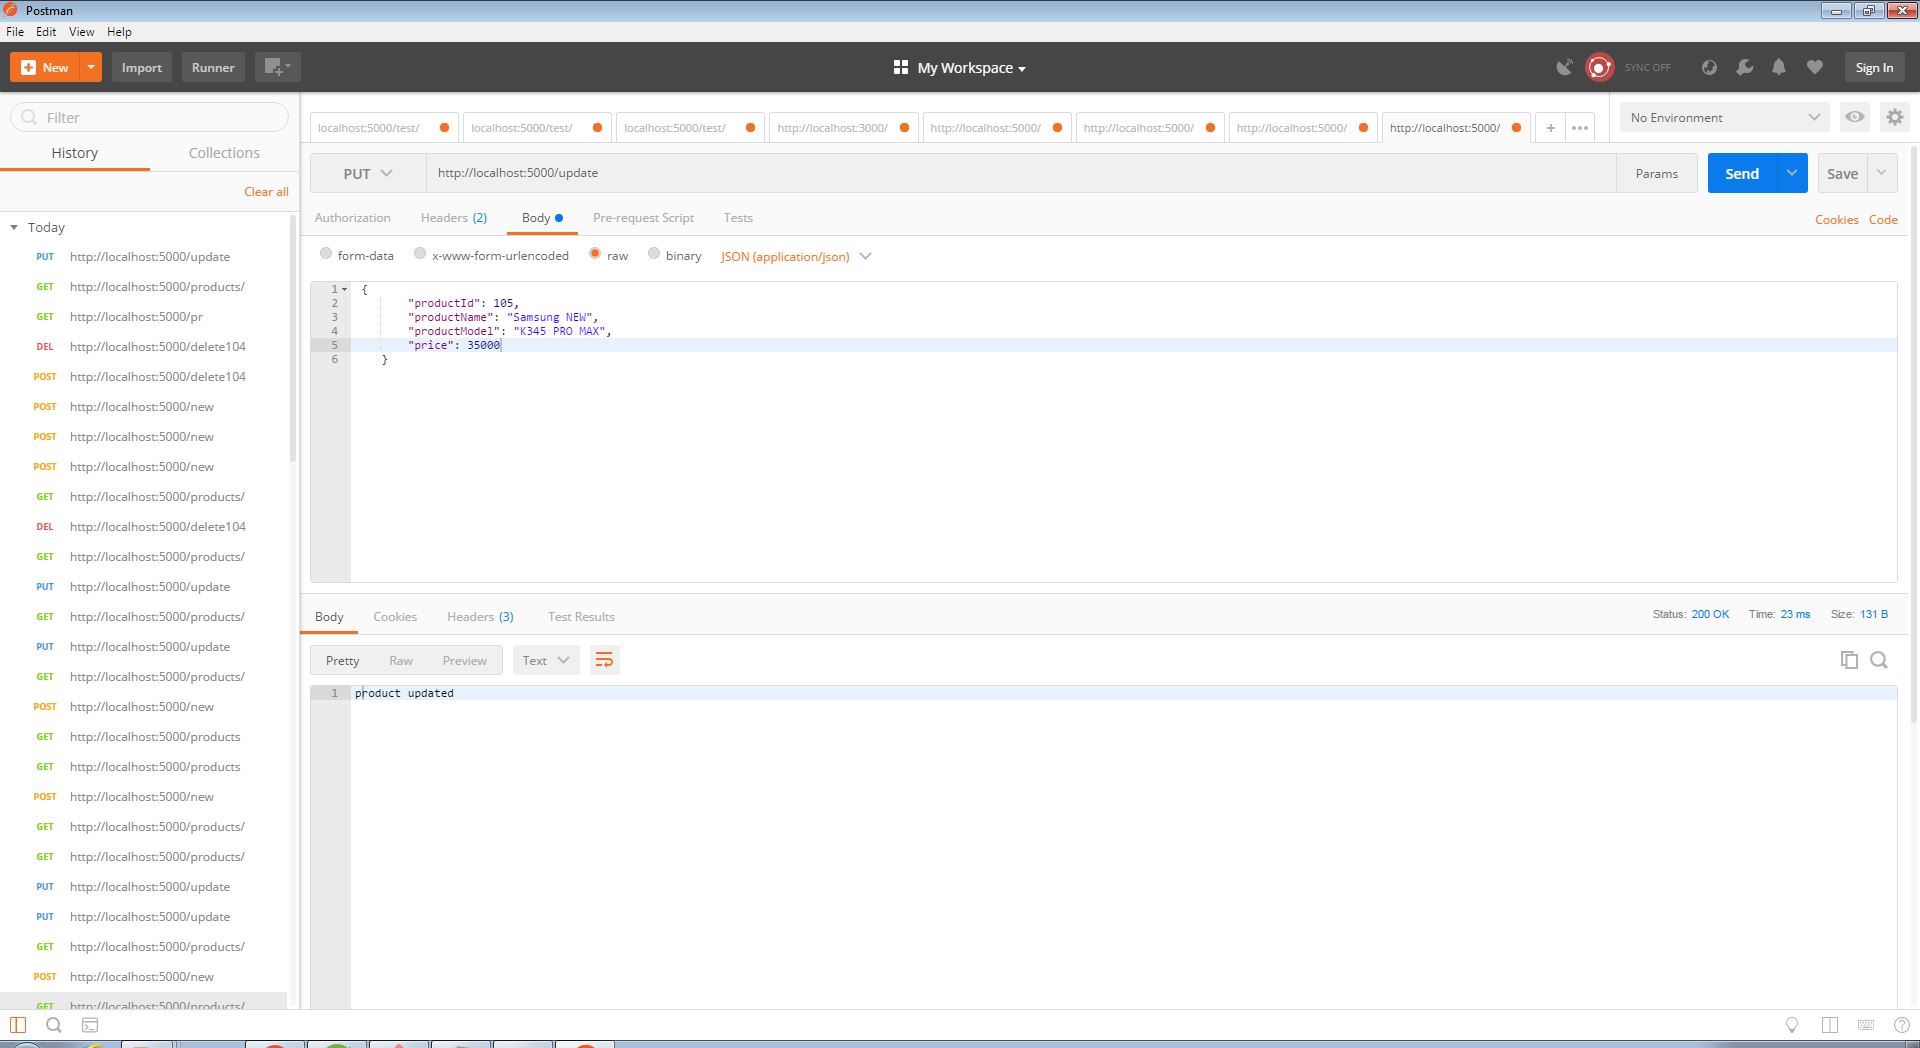 Postman
File Edit View Help
New Import Runner My Workspace SYNC OFF Sign In
Filter
History Collections
Clear all
Today
PUT http://localhost:5000/update
GET http://localhost:5000/products/
GET http://localhost:5000/pr
DEL http://localhost:5000/delete104
POST http://localhost:5000/delete104
POST http://localhost:5000/new
POST http://localhost:5000/new
POST http://localhost:5000/new
GET http://localhost:5000/products/
DEL http://localhost:5000/delete104
GET http://localhost:5000/products/
PUT http://localhost:5000/update
GET http://localhost:5000/products/
PUT http://localhost:5000/update
GET http://localhost:5000/products/
POST http://localhost:5000/new
GET http://localhost:5000/products
GET http://localhost:5000/products
POST http://localhost:5000/new
GET http://localhost:5000/products/
GET http://localhost:5000/products/
PUT http://localhost:5000/update
PUT http://localhost:5000/update
GET http://localhost:5000/products/
POST http://localhost:5000/new
GET http://localhost:5000/products/
localhost:5000/test/ localhost:5000/test/ localhost:5000/test/ http://localhost:3000/ http://localhost:5000/ http://localhost:5000/ http://localhost:5000/ http://localhost:5000/ + ••• No Environment
PUT http://localhost:5000/update Params Send Save
Authorization Headers (2) Body Pre-request Script Tests Cookies Code
form-data x-www-form-urlencoded raw binary JSON (application/json)
1 {
2 "productId": 105,
3 "productName": "Samsung NEW",
4 "productModel": "K345 PRO MAX",
5 "price": 35000
6 }
Body Cookies Headers (3) Test Results Status: 200 OK Time: 23 ms Size: 131 B
Pretty Raw Preview Text
1 product updated